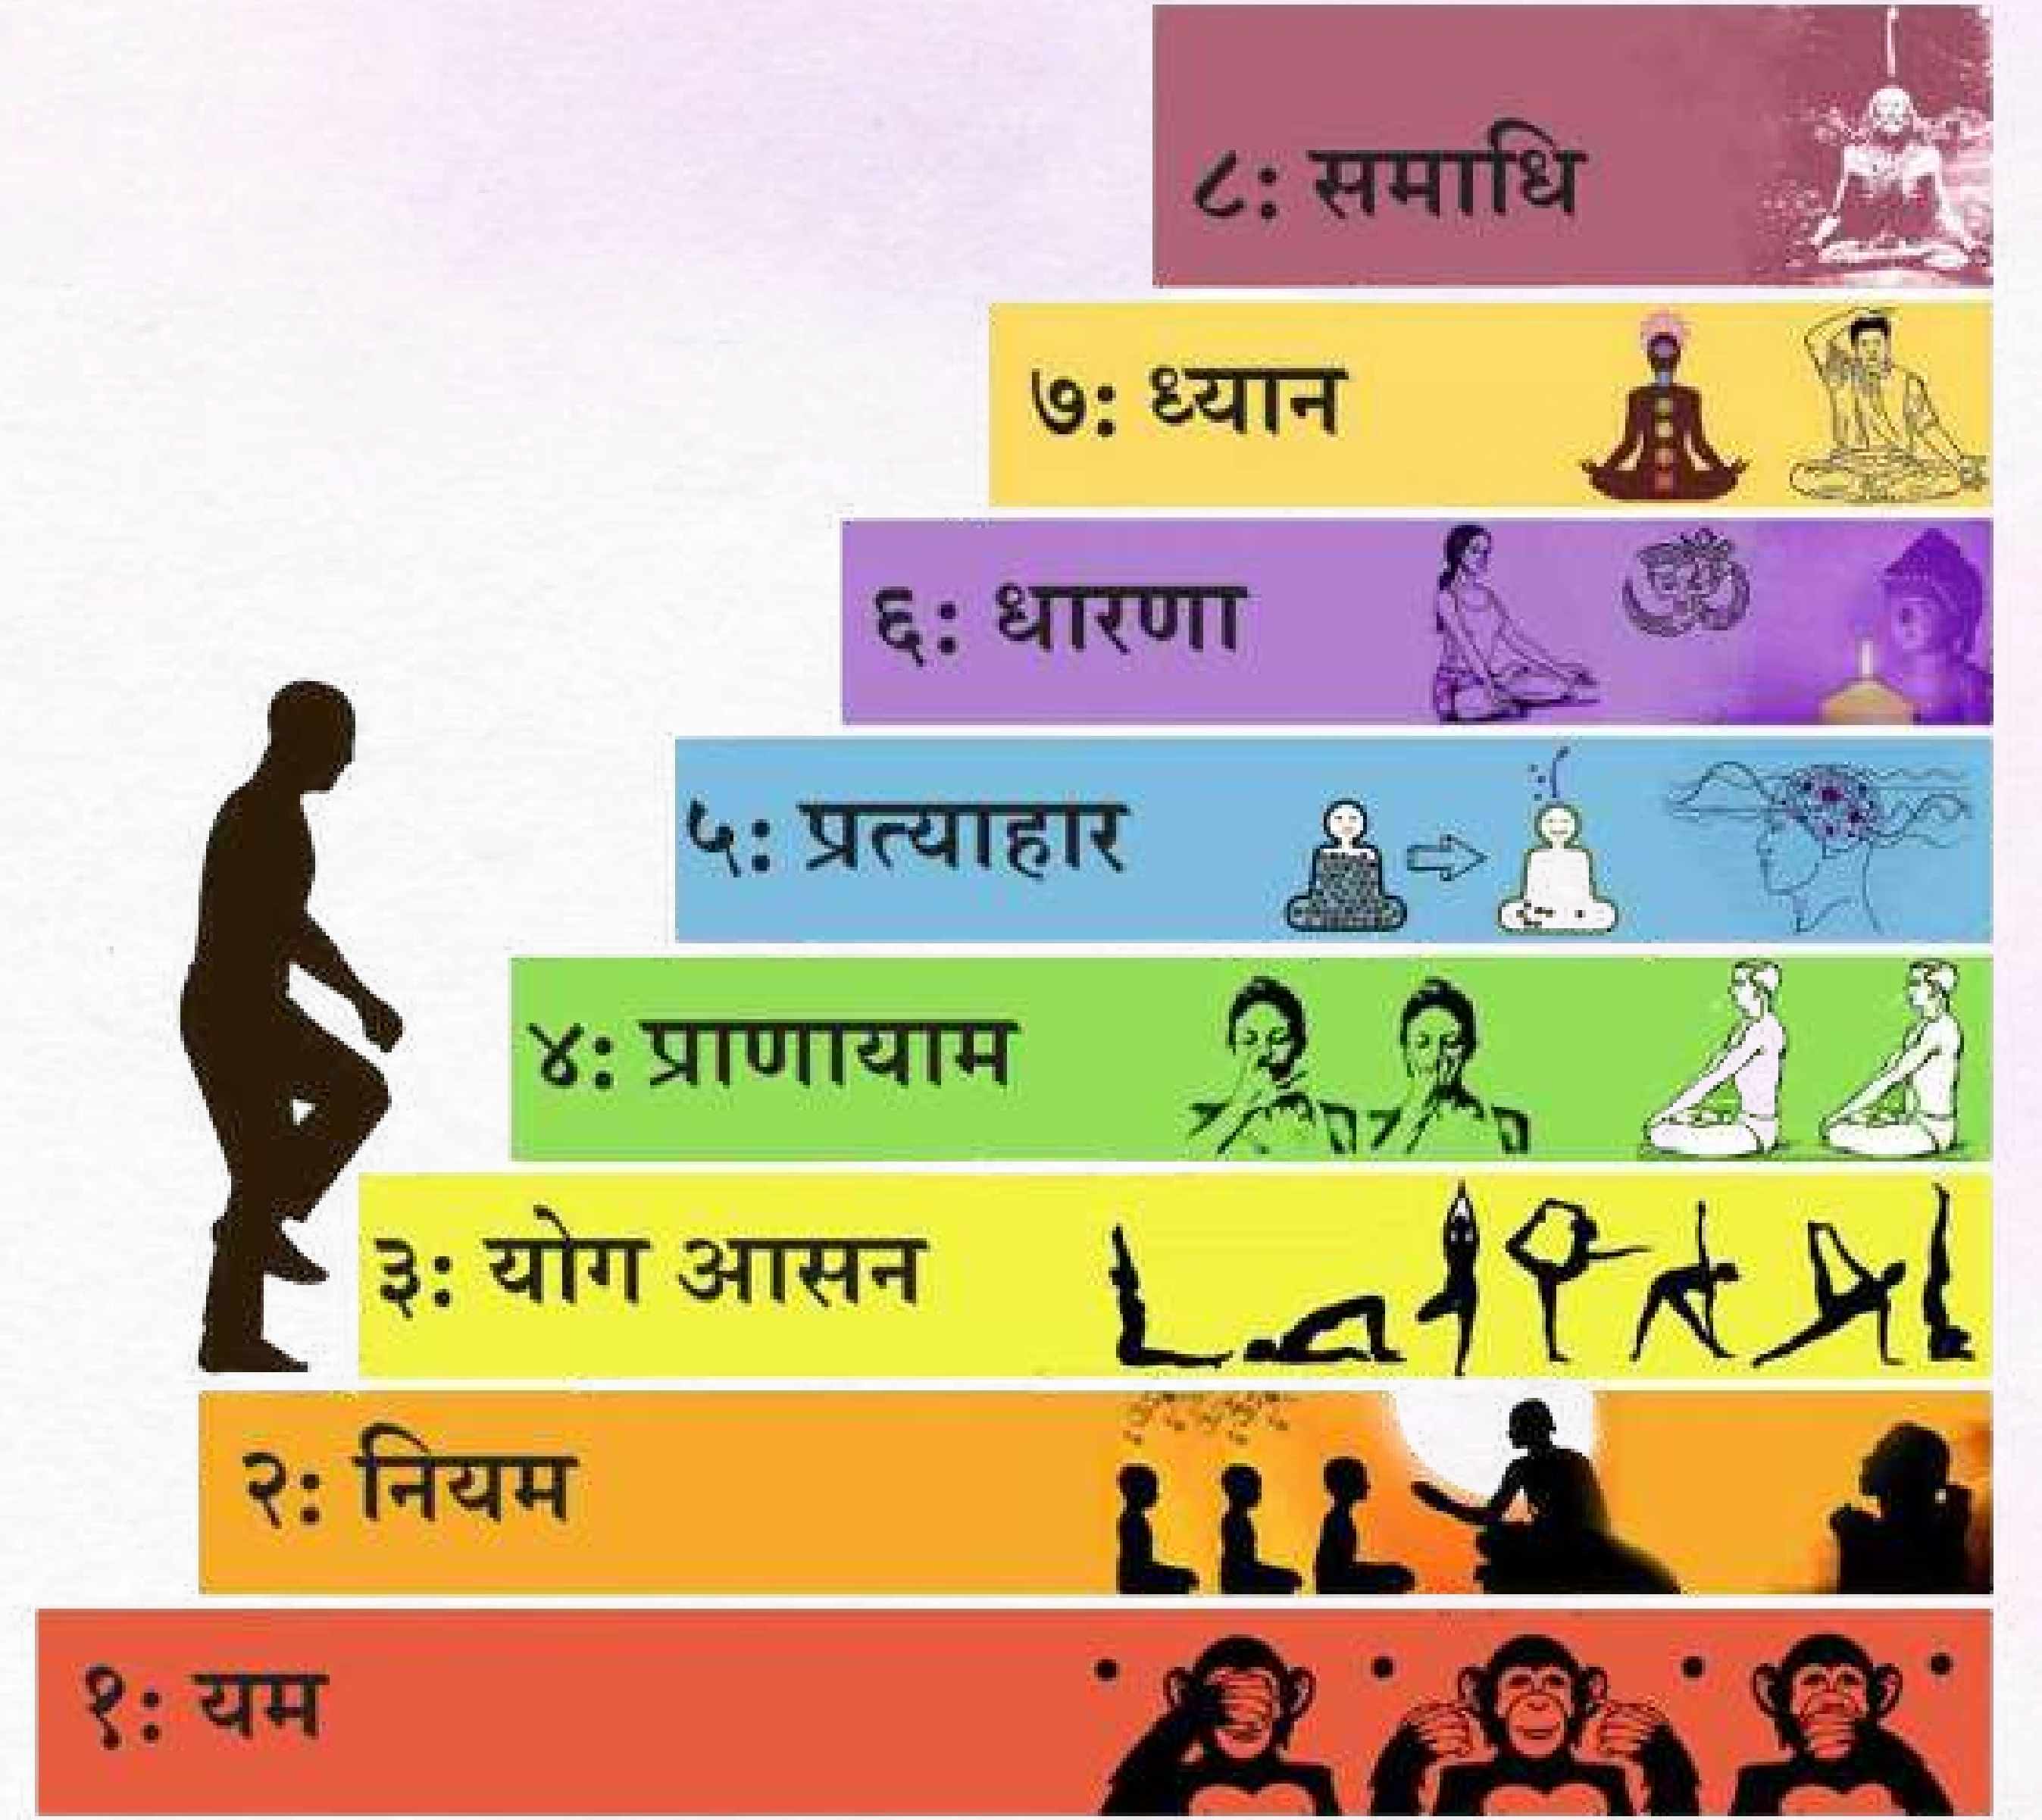 ८: समाधि
७: ध्यान
६: धारणा
५: प्रत्याहार
४: प्राणायाम
३: योग आसन
२: नियम
१: यम